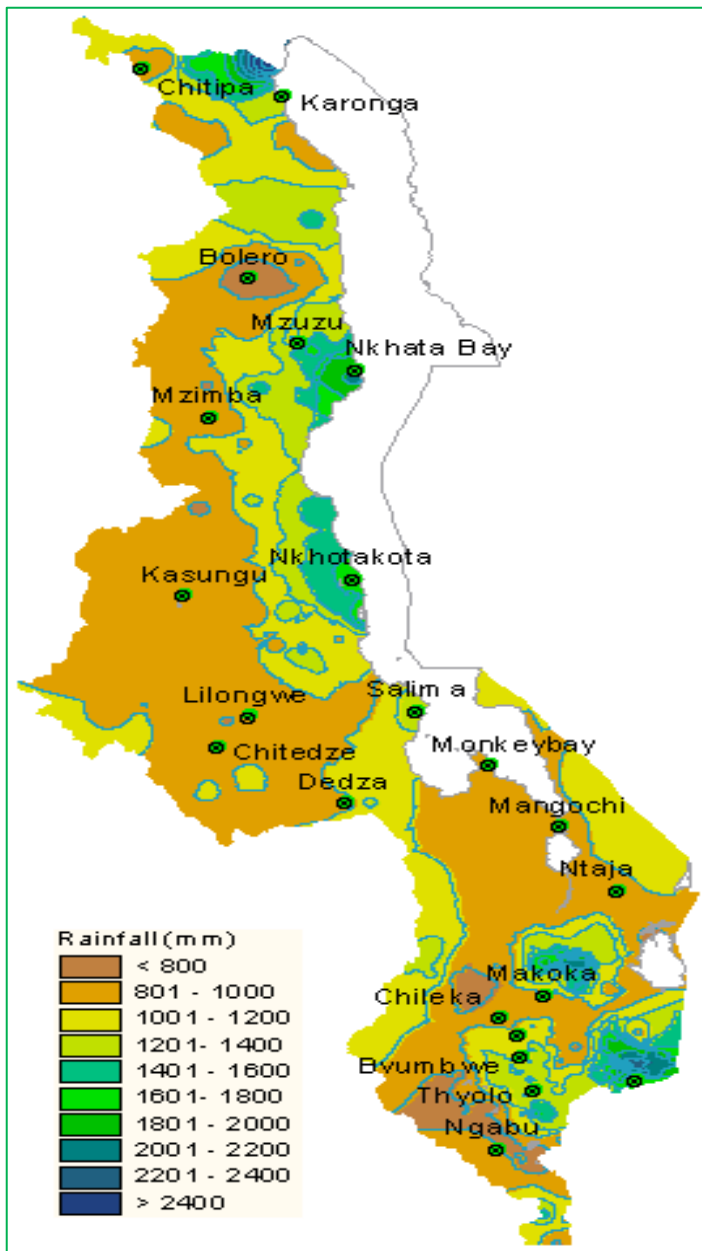 Chitipa
Karonga
Bolero
Mzuzu
Nkhata Bay
Mzimba
Nkhotakota
Kasungu
Salima
Lilongwe
Monkeybay
Chitedze
Dedza
Mangochi
Ntaja
Makoka
Chileka
Bvumbwe
Thyolo
Ngabu
Rainfall(mm)
< 800
801 - 1000
1001 - 1200
1201- 1400
1401 - 1600
1601- 1800
1801 - 2000
2001 - 2200
2201 - 2400
> 2400